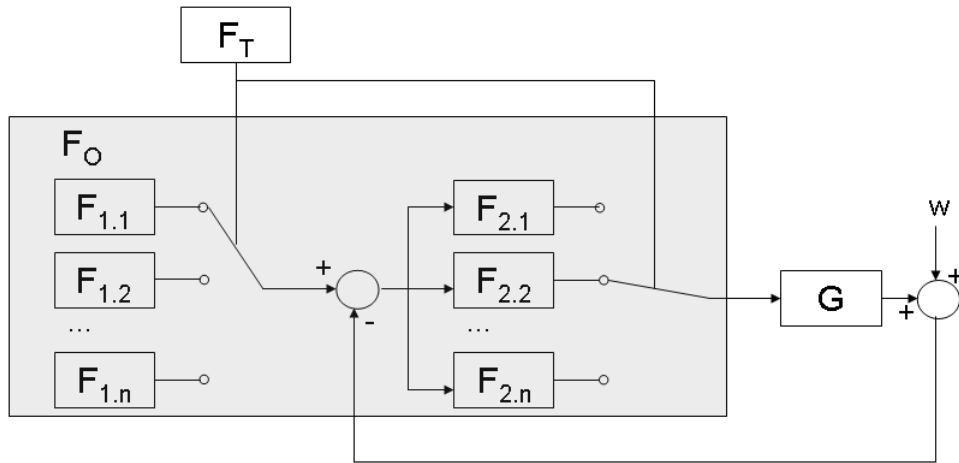 F_T
F_O
F_1.1
F_2.1
w
+
+
F_1.2
F_2.2
G
+
-
...
...
F_1.n
F_2.n